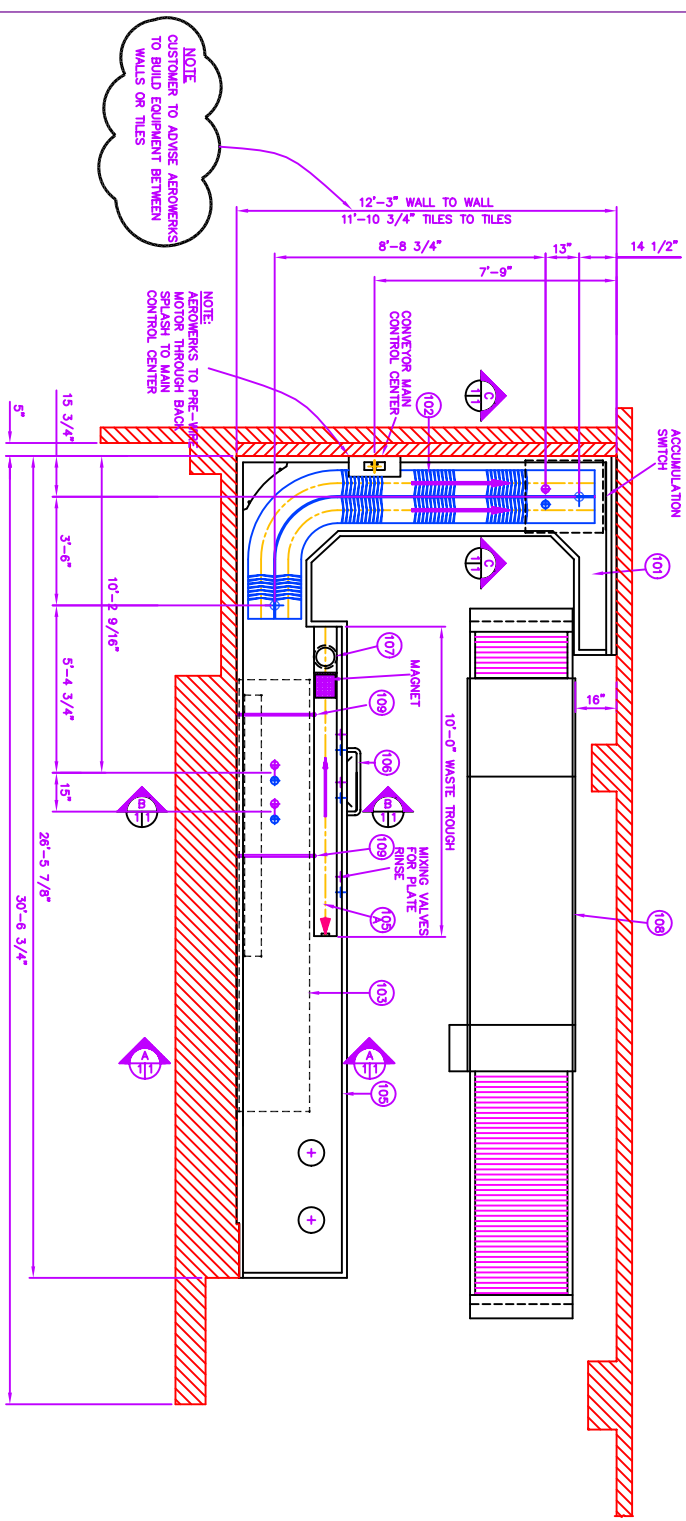 NOTE
CUSTOMER TO ADVISE AEROWERKS
TO BUILD EQUIPMENT BETWEEN
WALLS OR TILES
12'-3" WALL TO WALL
11'-10 3/4" TILES TO TILES
8'-8 3/4"
13"
14 1/2"
7'-9"
NOTE:
AEROWERKS TO PRE-WIRE
MOTOR THROUGH BACK
SPLASH TO MAIN
CONTROL CENTER
CONVEYOR MAIN
CONTROL CENTER
102
C
1 1
ACCUMULATION
SWITCH
101
C
1 1
15 3/4"
5"
3'-6"
10'-2 9/16"
5'-4 3/4"
15"
26'-5 7/8"
30'-6 3/4"
16"
107
MAGNET
109
10'-0" WASTE TROUGH
106
B
1 1
B
1 1
109
MIXING VALVES
FOR PLATE
RINSE
105
A
108
103
A
1 1
A
1 1
105